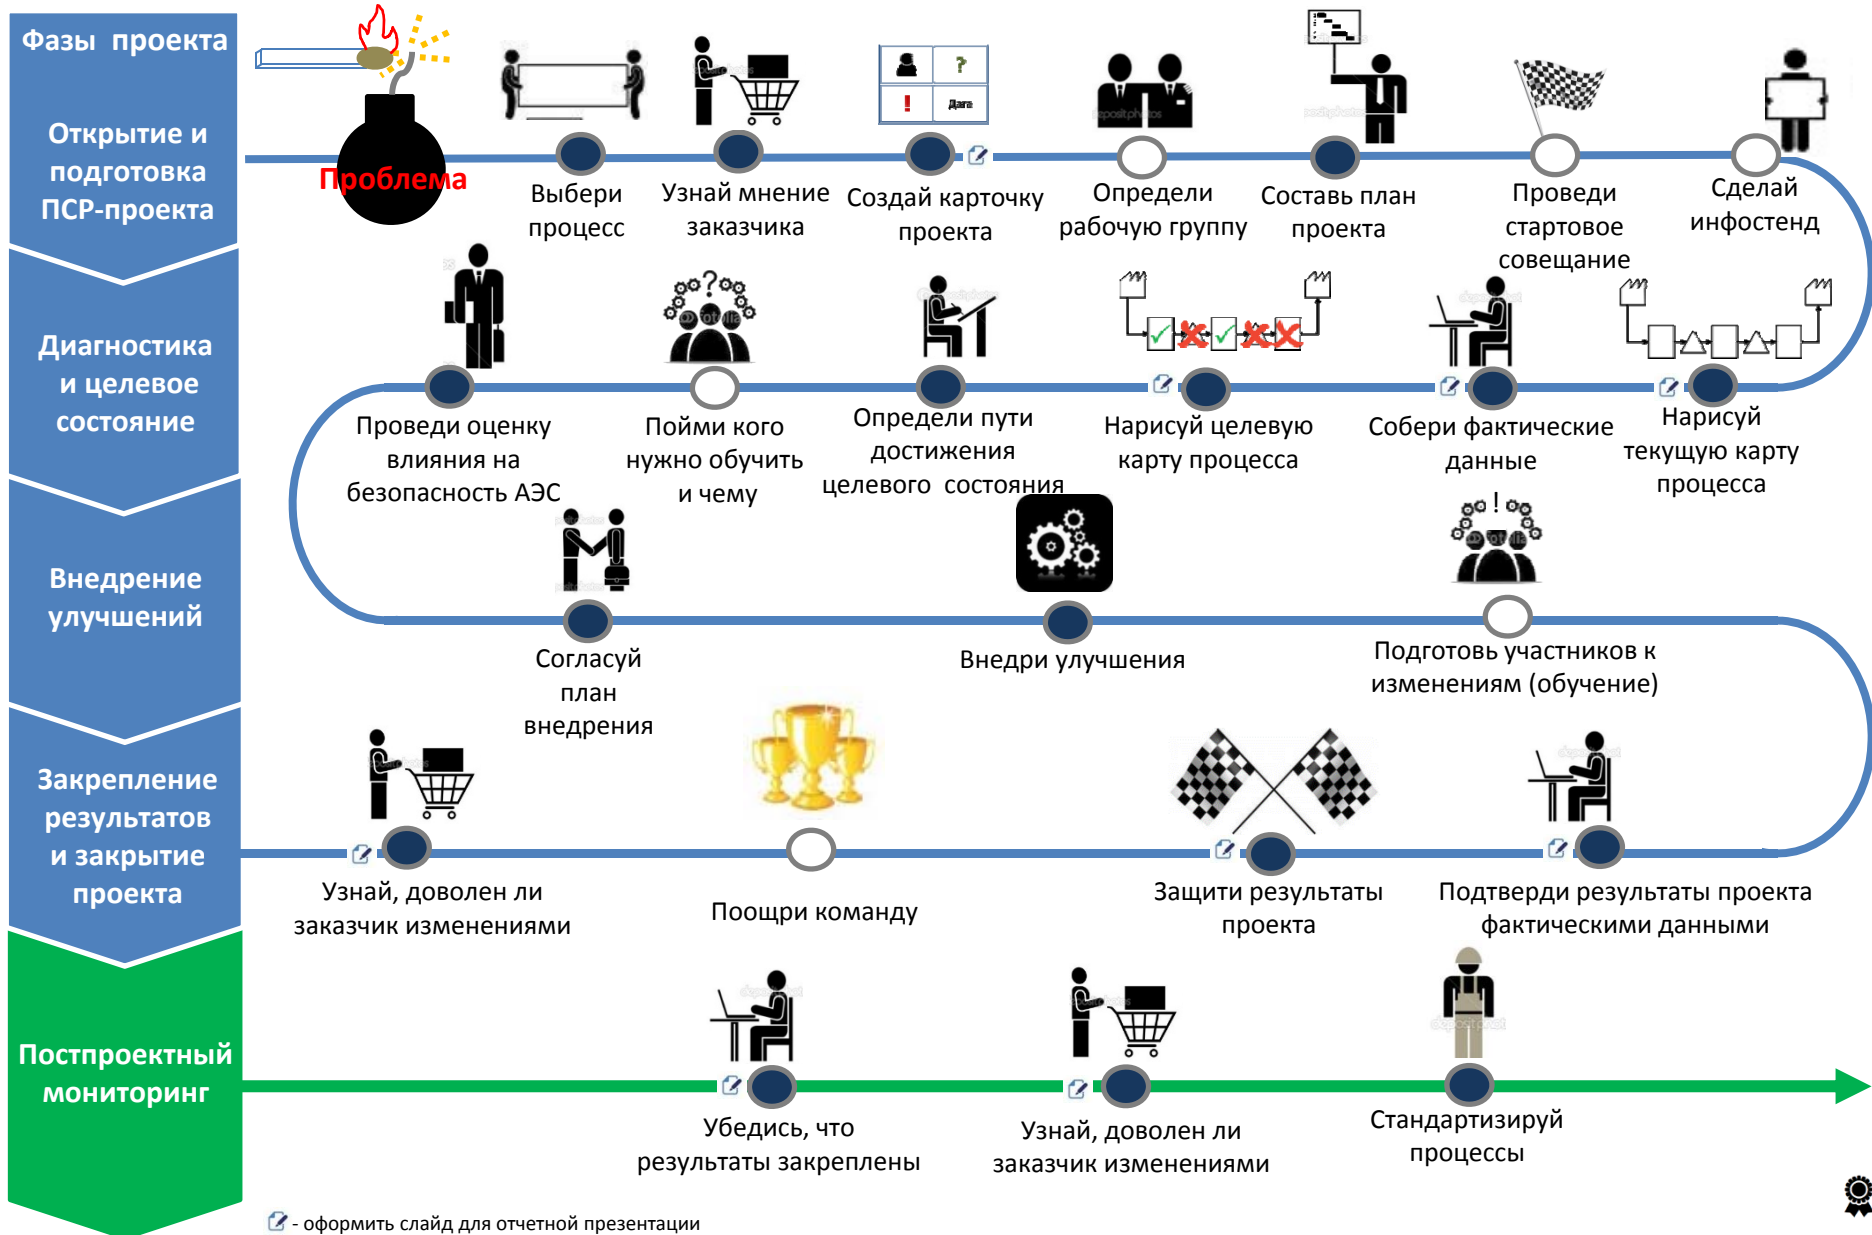 Фазы проекта
Открытие и
подготовка
ПСР-проекта
Проблема
Выбери
процесс
Узнай мнение
заказчика
?
!
Дата
Создай карточку
проекта
Определи
рабочую группу
Составь план
проекта
Проведи
стартовое
совещание
Сделай
инфостенд
Диагностика
и целевое
состояние
Проведи оценку
влияния на
безопасность АЭС
?
Пойми кого
нужно обучить
и чему
Определи пути
достижения
целевого состояния
Нарисуй целевую
карту процесса
Собери фактические
данные
Нарисуй
текущую карту
процесса
Внедрение
улучшений
Согласуй
план
внедрения
Внедри улучшения
!
Подготовь участников к
изменениям (обучение)
Закрепление
результатов
и закрытие
проекта
Узнай, доволен ли
заказчик изменениями
Поощри команду
Защити результаты
проекта
Подтверди результаты проекта
фактическими данными
Постпроектный
мониторинг
Убедись, что
результаты закреплены
Узнай, доволен ли
заказчик изменениями
Стандартизируй
процессы
- оформить слайд для отчетной презентации